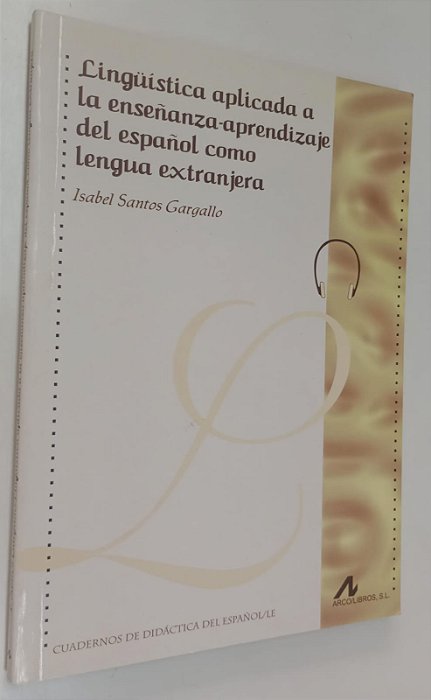 Lingüística aplicada a
la enseñanza-aprendizaje
del español como
lengua extranjera
Isabel Santos Gargallo
ARCO/LIBROS, S.L.
CUADERNOS DE DIDÁCTICA DEL ESPAÑOL/LE